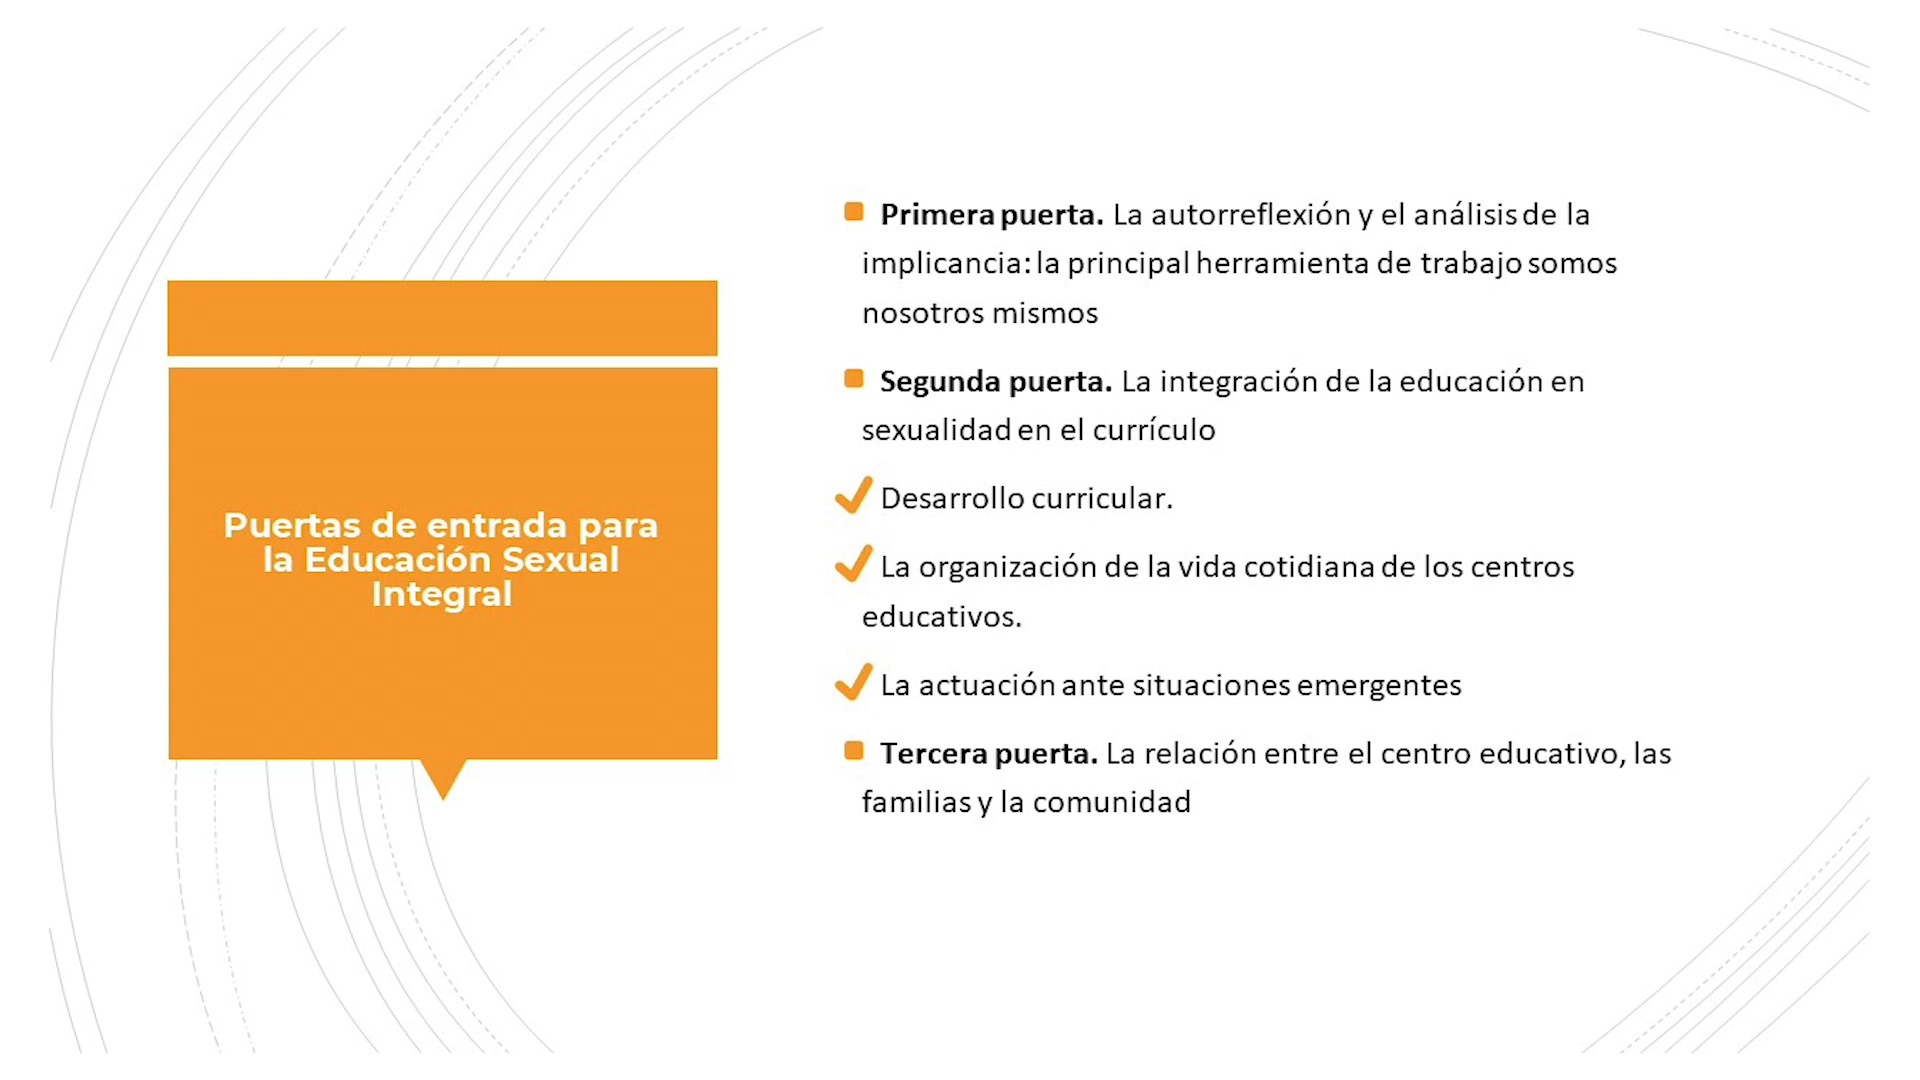 Puertas de entrada para
la Educación Sexual
Integral
Primera puerta. La autorreflexión y el análisis de la
implicancia: la principal herramienta de trabajo somos
nosotros mismos
Segunda puerta. La integración de la educación en
sexualidad en el currículo
Desarrollo curricular.
La organización de la vida cotidiana de los centros
educativos.
La actuación ante situaciones emergentes
Tercera puerta. La relación entre el centro educativo, las
familias y la comunidad